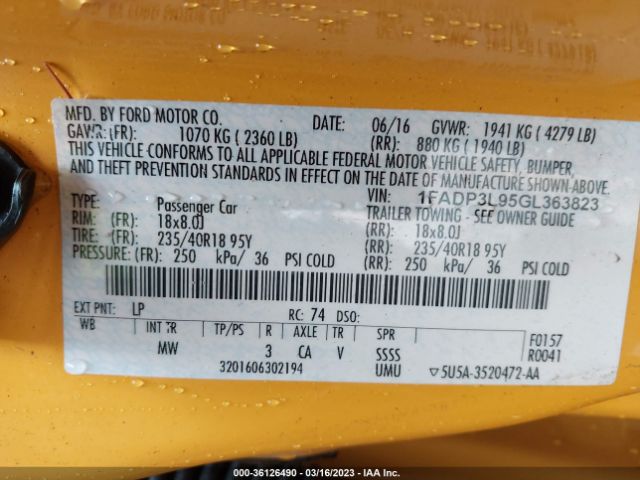 MFD. BY FORD MOTOR CO. DATE: 06/16 GVWR: 1941 KG ( 4279 LB)
GAWR: (FR): 1070 KG ( 2360 LB) (RR): 880 KG ( 1940 LB)
THIS VEHICLE CONFORMS TO ALL APPLICABLE FEDERAL MOTOR VEHICLE SAFETY, BUMPER,
AND THEFT PREVENTION STANDARDS IN EFFECT ON THE DATE OF MANUFACTURE SHOWN ABOVE.
VIN: 1FADP3L95GL363823
TYPE: Passenger Car TRAILER TOWING - SEE OWNER GUIDE
RIM: (FR) 18x8.0J (RR) 18x8.0J
TIRE: (FR) 235/40R18 95Y (RR) 235/40R18 95Y
PRESSURE: (FR) 250 kPa/ 36 PSI COLD (RR) 250 kPa/ 36 PSI COLD
EXT PNT: LP RC: 74 DSO:
WB INT TR TP/PS R AXLE TR SPR F0157
MW 3 CA V SSSS R0041
3201606302194 UMU ▽5U5A-3520472-AA
© 36126490 - 03/16/2023 - IAA Inc.